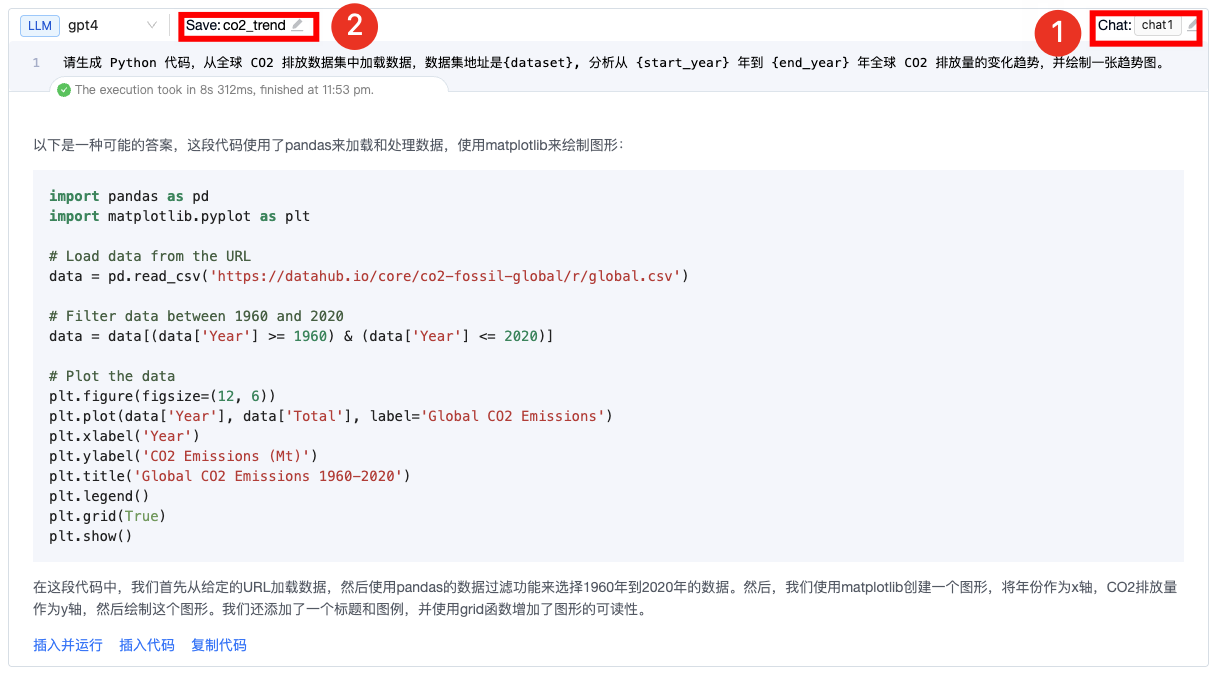 LLM gpt4 Save: co2_trend 2 1 Chat: chat1
1 请生成 Python 代码，从全球 CO2 排放数据集中加载数据，数据集地址是{dataset}, 分析从 {start_year} 年到 {end_year} 年全球 CO2 排放量的变化趋势，并绘制一张趋势图。
The execution took in 8s 312ms, finished at 11:53 pm.
以下是一种可能的答案，这段代码使用了pandas来加载和处理数据，使用matplotlib来绘制图形：
import pandas as pd
import matplotlib.pyplot as plt
# Load data from the URL
data = pd.read_csv('https://datahub.io/core/co2-fossil-global/r/global.csv')
# Filter data between 1960 and 2020
data = data[(data['Year'] >= 1960) & (data['Year'] <= 2020)]
# Plot the data
plt.figure(figsize=(12, 6))
plt.plot(data['Year'], data['Total'], label='Global CO2 Emissions')
plt.xlabel('Year')
plt.ylabel('CO2 Emissions (Mt)')
plt.title('Global CO2 Emissions 1960-2020')
plt.legend()
plt.grid(True)
plt.show()
在这段代码中，我们首先从给定的URL加载数据，然后使用pandas的数据过滤功能来选择1960年到2020年的数据。然后，我们使用matplotlib创建一个图形，将年份作为x轴，CO2排放量
作为y轴，然后绘制这个图形。我们还添加了一个标题和图例，并使用grid函数增加了图形的可读性。
插入并运行 插入代码 复制代码